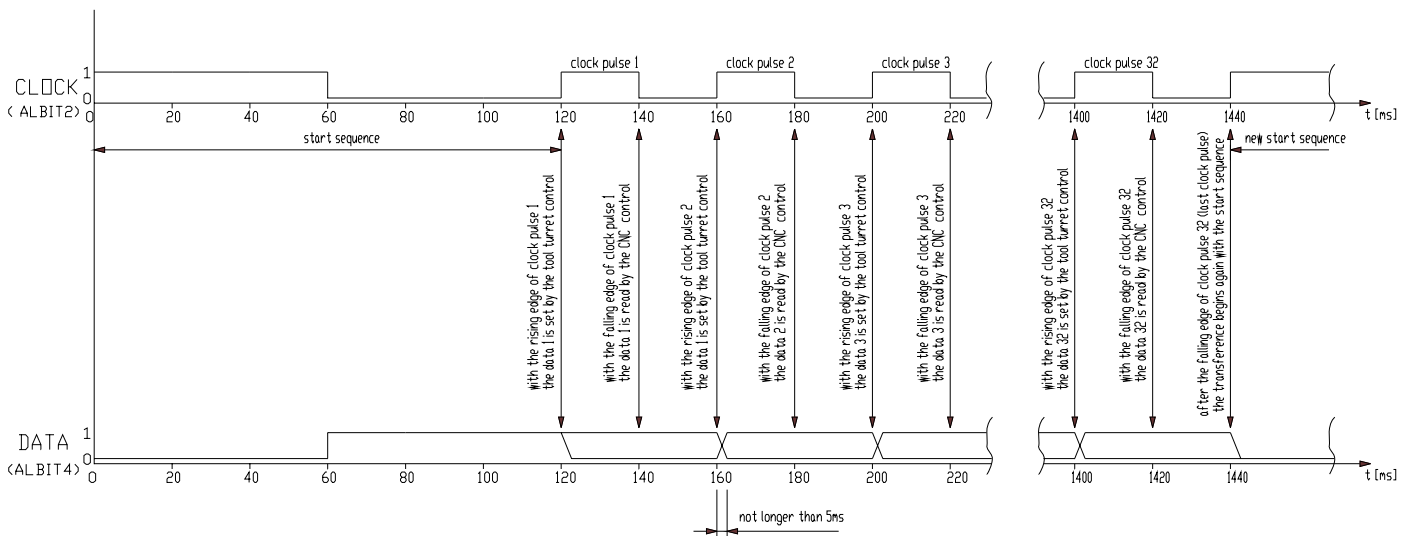 clock pulse 1
clock pulse 2
clock pulse 3
clock pulse 32
1
CLOCK
0
(ALBIT2)
0 20 40 60 80 100 120 140 160 180 200 220 1400 1420 1440
t [ms]
start sequence
new start sequence
With the rising edge of clock pulse 1
the data 1 is set by the tool turret control
With the falling edge of clock pulse 1
the data 1 is read by the CNC control
With the rising edge of clock pulse 2
the data 1 is set by the tool turret control
With the falling edge of clock pulse 2
the data 2 is read by the CNC control
With the rising edge of clock pulse 3
the data 3 is set by the tool turret control
With the falling edge of clock pulse 3
the data 3 is read by the CNC control
With the rising edge of clock pulse 32
the data 32 is set by the tool turret control
With the falling edge of clock pulse 32
the data 32 is read by the CNC control
after the falling edge of clock pulse 32 (last clock pulse)
the transference begins again with the start sequence
1
DATA
0
(ALBIT4)
0 20 40 60 80 100 120 140 160 180 200 220 1400 1420 1440
t [ms]
not longer than 5ms